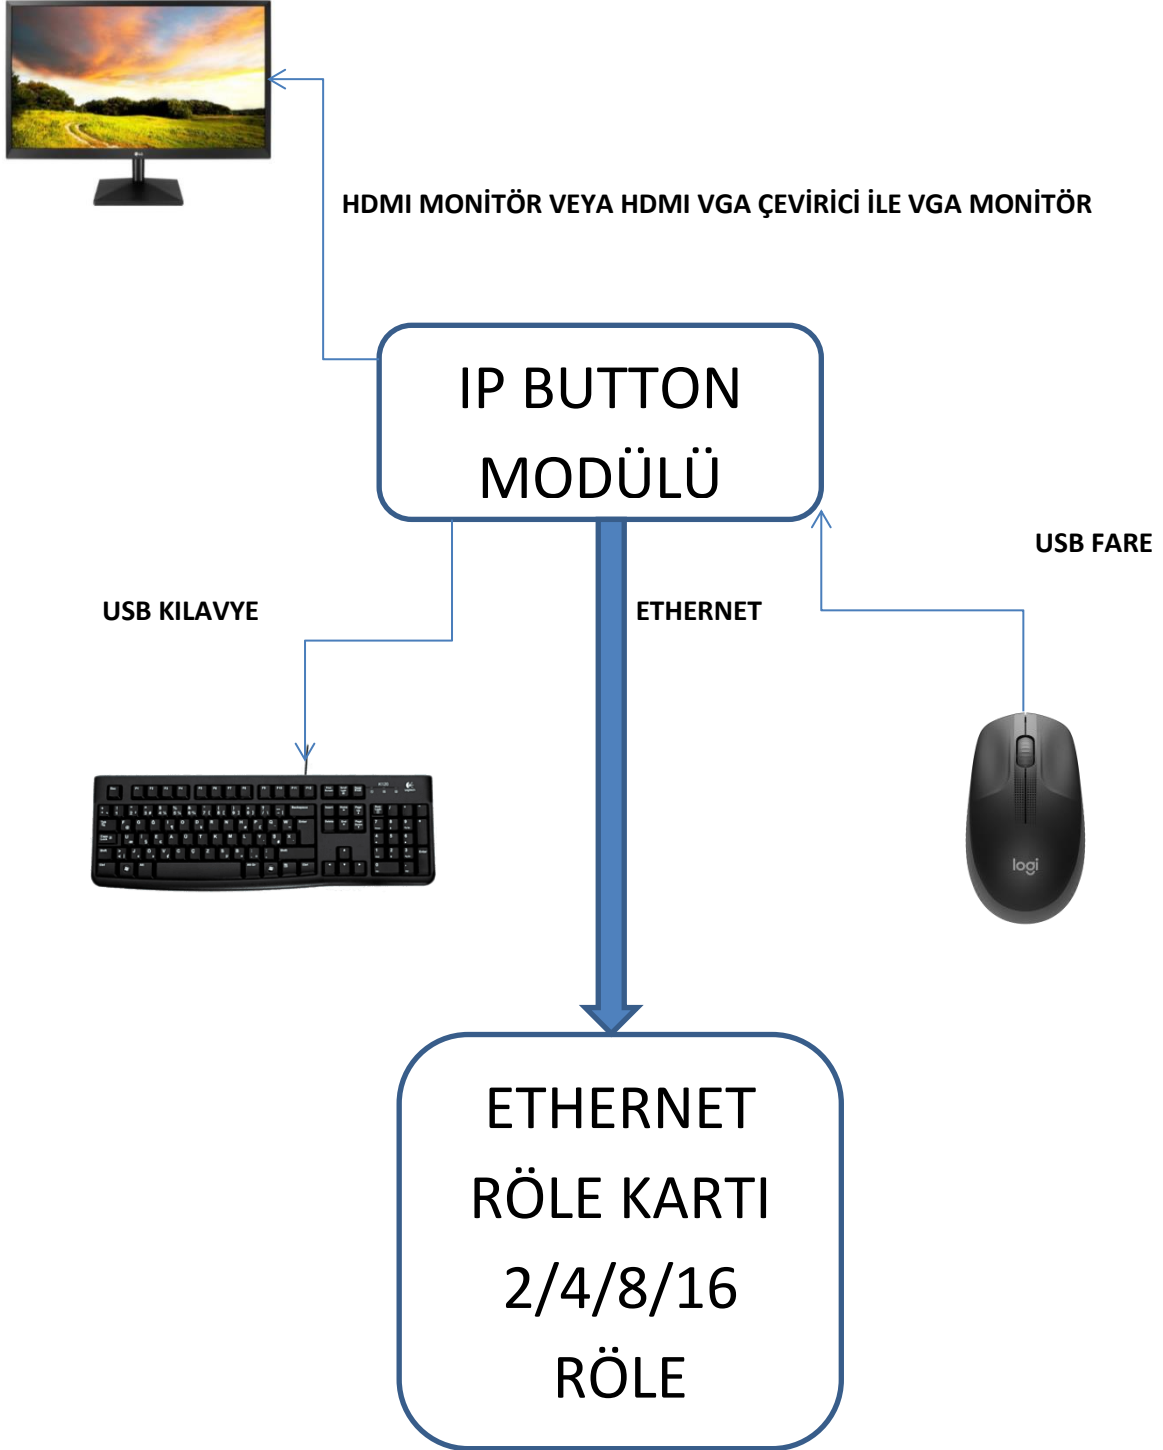 HDMI MONİTÖR VEYA HDMI VGA ÇEVİRİCİ İLE VGA MONİTÖR
IP BUTTON
MODÜLÜ
USB FARE
USB KILAVYE
ETHERNET
logi
ETHERNET
RÖLE KARTI
2/4/8/16
RÖLE